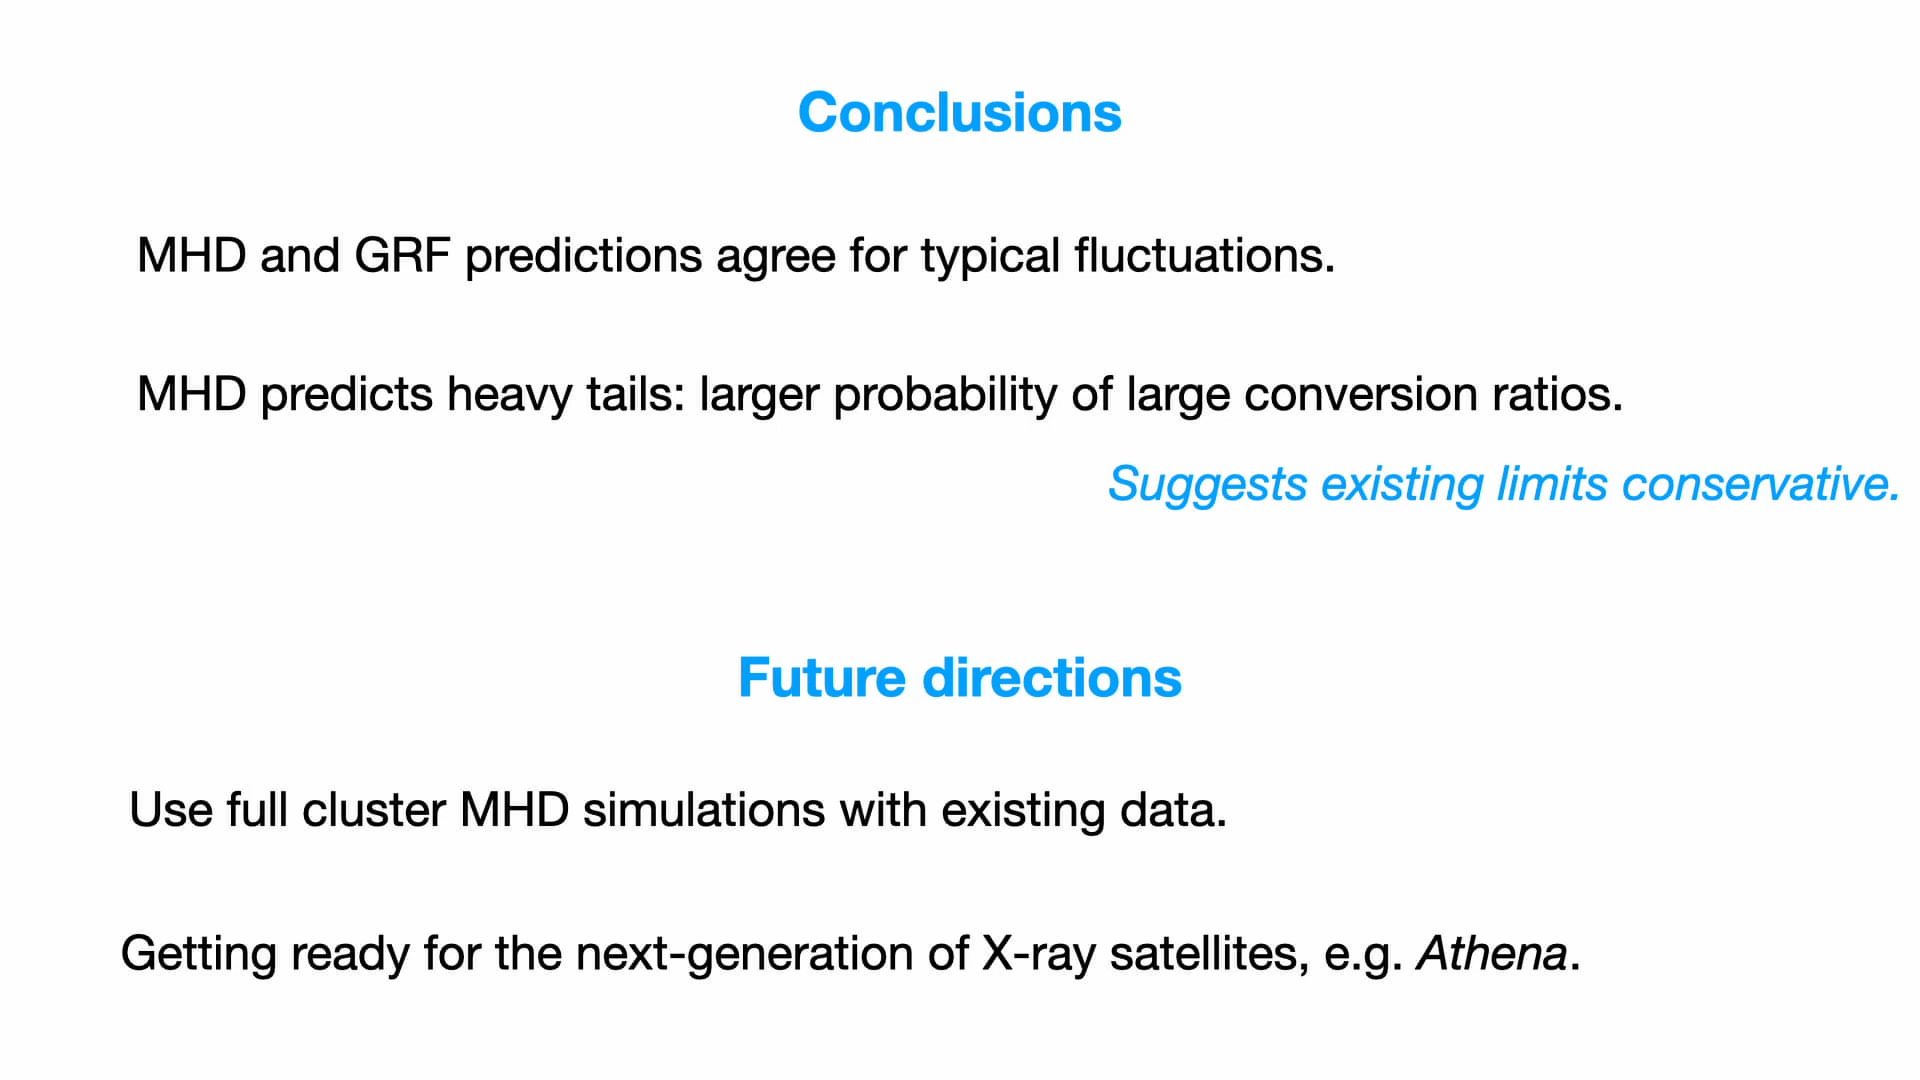 Conclusions
MHD and GRF predictions agree for typical fluctuations.
MHD predicts heavy tails: larger probability of large conversion ratios.
Suggests existing limits conservative.
Future directions
Use full cluster MHD simulations with existing data.
Getting ready for the next-generation of X-ray satellites, e.g. Athena.